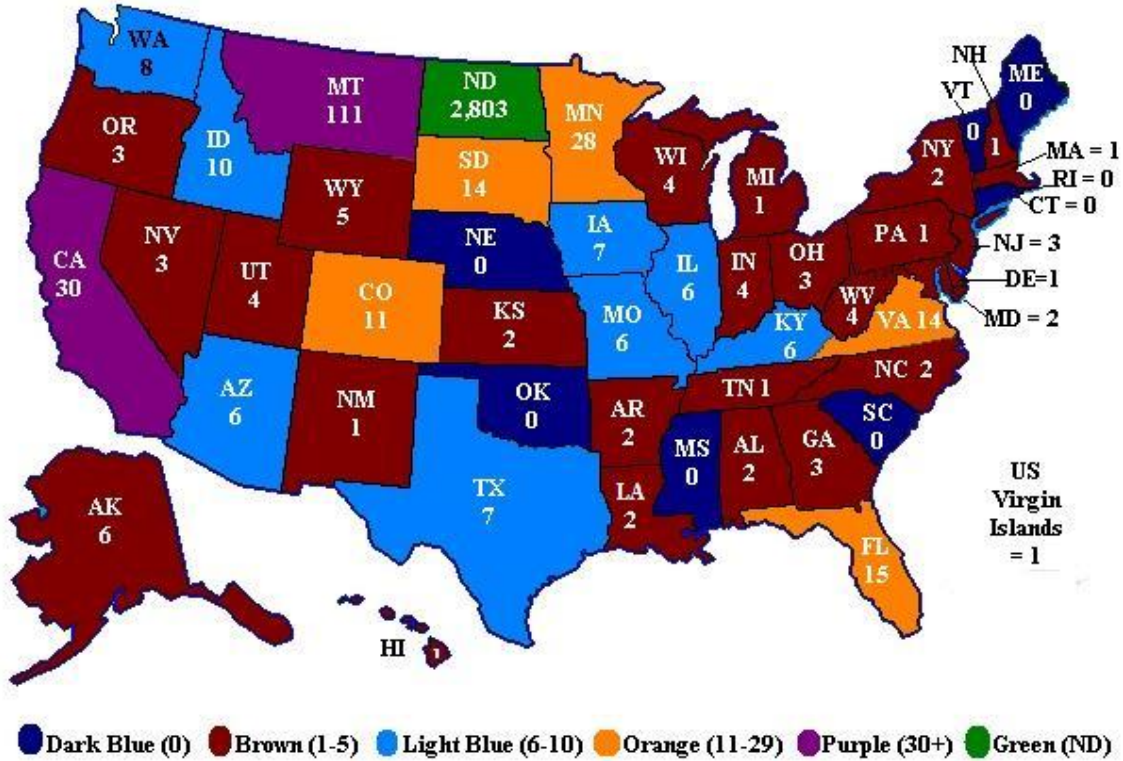 WA
8
OR
3
ID
10
MT
111
ND
2,803
MN
28
SD
14
WY
5
WI
4
MI
1
NY
2
VT
0
NH
1
ME
0
MA = 1
RI = 0
CT = 0
NJ = 3
DE=1
MD = 2
PA 1
CA
30
NV
3
UT
4
CO
11
NE
0
KS
2
IA
7
MO
6
IL
6
IN
4
OH
3
WV
4
VA 14
KY
6
NC 2
TN 1
SC
0
AZ
6
NM
1
OK
0
TX
7
AR
2
LA
2
MS
0
AL
2
GA
3
FL
15
US
Virgin
Islands
= 1
AK
6
HI
1
Dark Blue (0) Brown (1-5) Light Blue (6-10) Orange (11-29) Purple (30+) Green (ND)